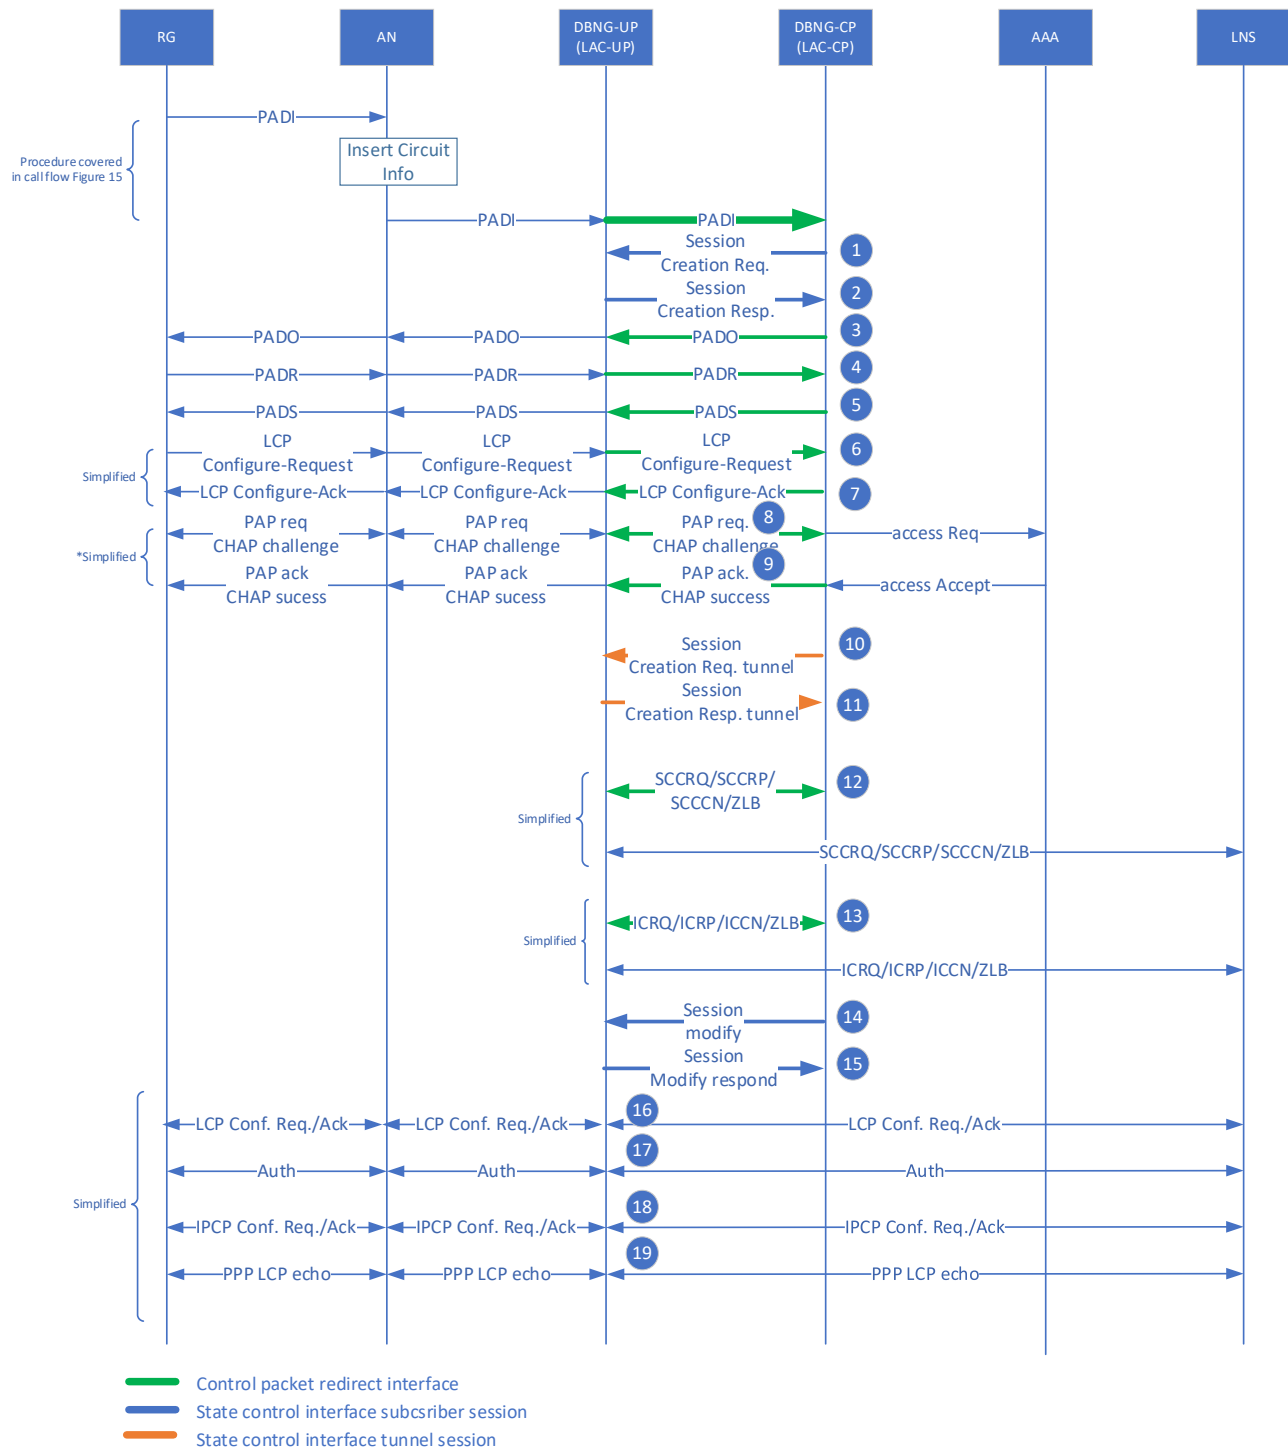 RG
AN
DBNG-UP
(LAC-UP)
DBNG-CP
(LAC-CP)
AAA
LNS
PADI
Procedure covered
in call flow Figure 15
Insert Circuit
Info
PADI
PADI
Session
Creation Req.
1
Session
Creation Resp.
2
PADO
PADO
PADO
3
PADR
PADR
PADR
4
PADS
PADS
PADS
5
Simplified
LCP
Configure-Request
LCP
Configure-Request
LCP
Configure-Request
6
LCP Configure-Ack
LCP Configure-Ack
LCP Configure-Ack
7
*Simplified
PAP req
CHAP challenge
PAP req
CHAP challenge
PAP req.
CHAP challenge
8
access Req
PAP ack
CHAP sucess
PAP ack
CHAP sucess
PAP ack.
CHAP success
9
access Accept
Session
Creation Req. tunnel
10
Session
Creation Resp. tunnel
11
Simplified
SCCRQ/SCCRP/
SCCCN/ZLB
12
SCCRQ/SCCRP/SCCCN/ZLB
Simplified
ICRQ/ICRP/ICCN/ZLB
13
ICRQ/ICRP/ICCN/ZLB
Session
modify
14
Session
Modify respond
15
Simplified
16
LCP Conf. Req./Ack
LCP Conf. Req./Ack
LCP Conf. Req./Ack
17
Auth
Auth
Auth
18
IPCP Conf. Req./Ack
IPCP Conf. Req./Ack
IPCP Conf. Req./Ack
19
PPP LCP echo
PPP LCP echo
PPP LCP echo
Control packet redirect interface
State control interface subcsriber session
State control interface tunnel session